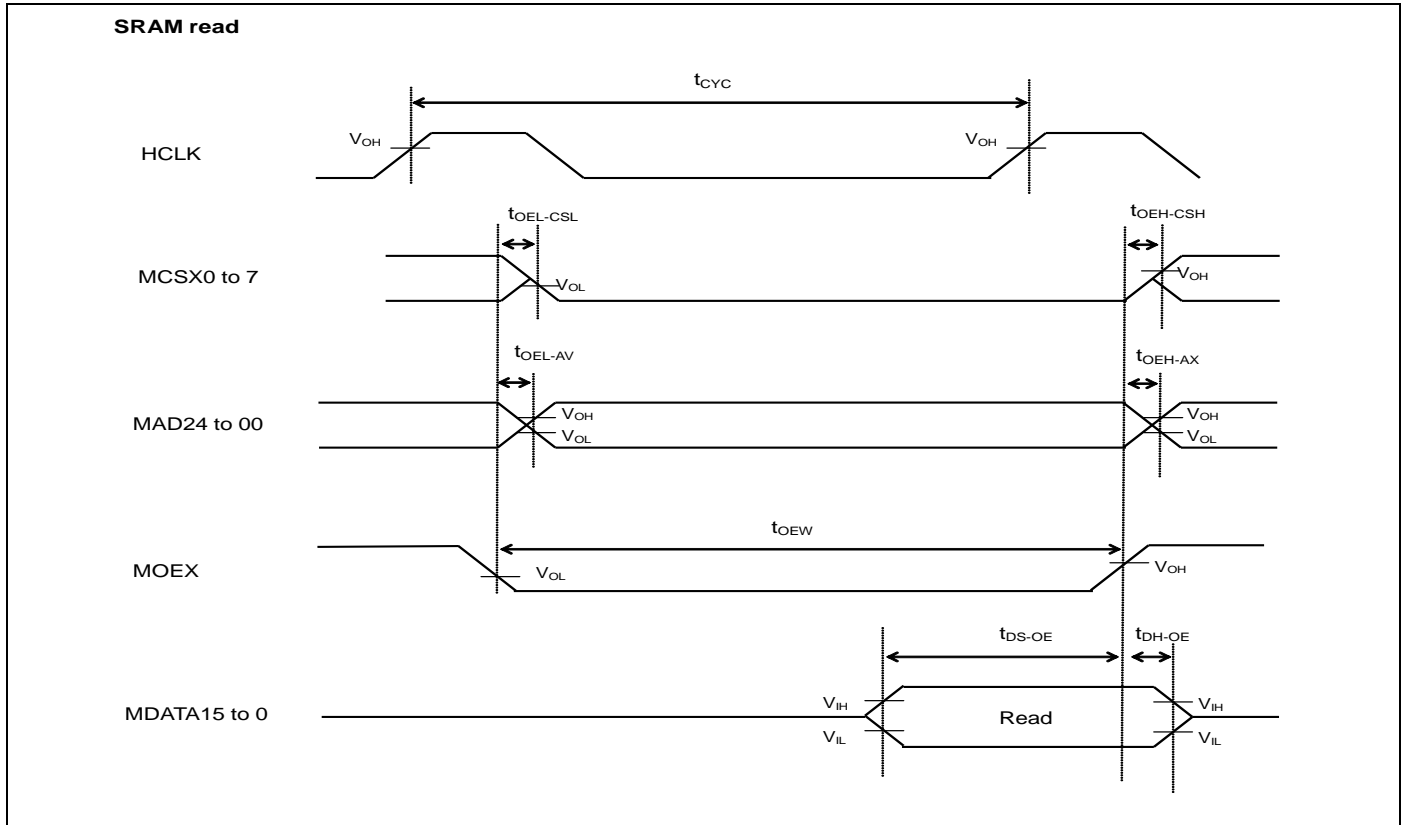 SRAM read
tCYC
HCLK
VOH
VOH
tOEL-CSL
tOEH-CSH
MCSX0 to 7
VOL
VOH
tOEL-AV
tOEH-AX
MAD24 to 00
VOH
VOL
VOH
VOL
tOEW
MOEX
VOL
VOH
tDS-OE
tDH-OE
MDATA15 to 0
VIH
VIL
Read
VIH
VIL